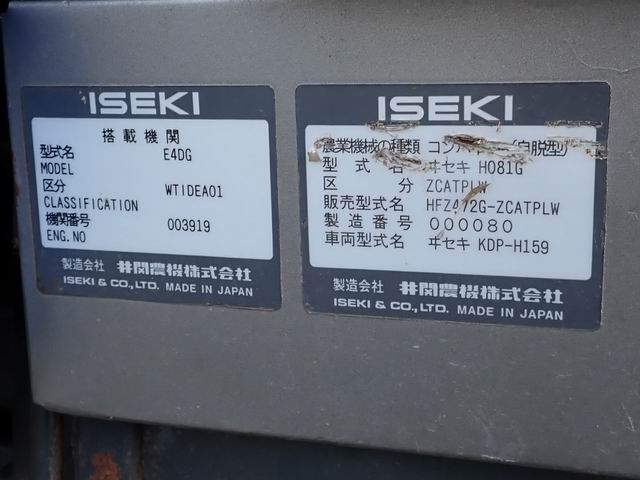 ISEKI
搭載機関
型式名 E4DG
MODEL
区分 WTIDEA01
CLASSIFICATION
機関番号 003919
ENG.NO
製造会社 井関農機株式会社
ISEKI & CO., LTD. MADE IN JAPAN
ISEKI
農業機械の種類 コン (自脱型)
型式名 ヰセキ HO81G
区分 ZCATPLW
販売型式名 HFZ472G-ZCATPLW
製造番号 000080
車両型式名 ヰセキ KDP-H159
製造会社 井関農機株式会社
ISEKI & CO., LTD. MADE IN JAPAN